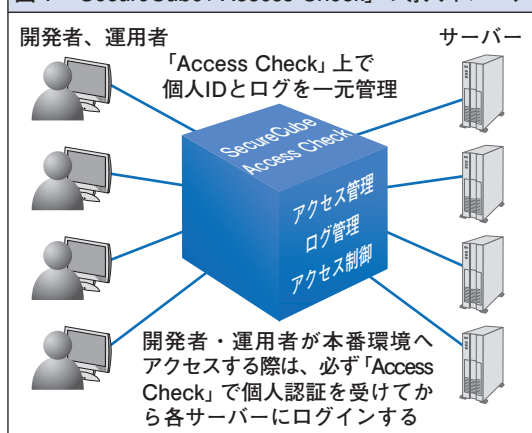 開発者、運用者
サーバー
「Access Check」上で
個人IDとログを一元管理
SecureCube
Access Check
アクセス管理
ログ管理
アクセス制御
開発者・運用者が本番環境へ
アクセスする際は、必ず「Access
Check」で個人認証を受けてか
ら各サーバーにログインする